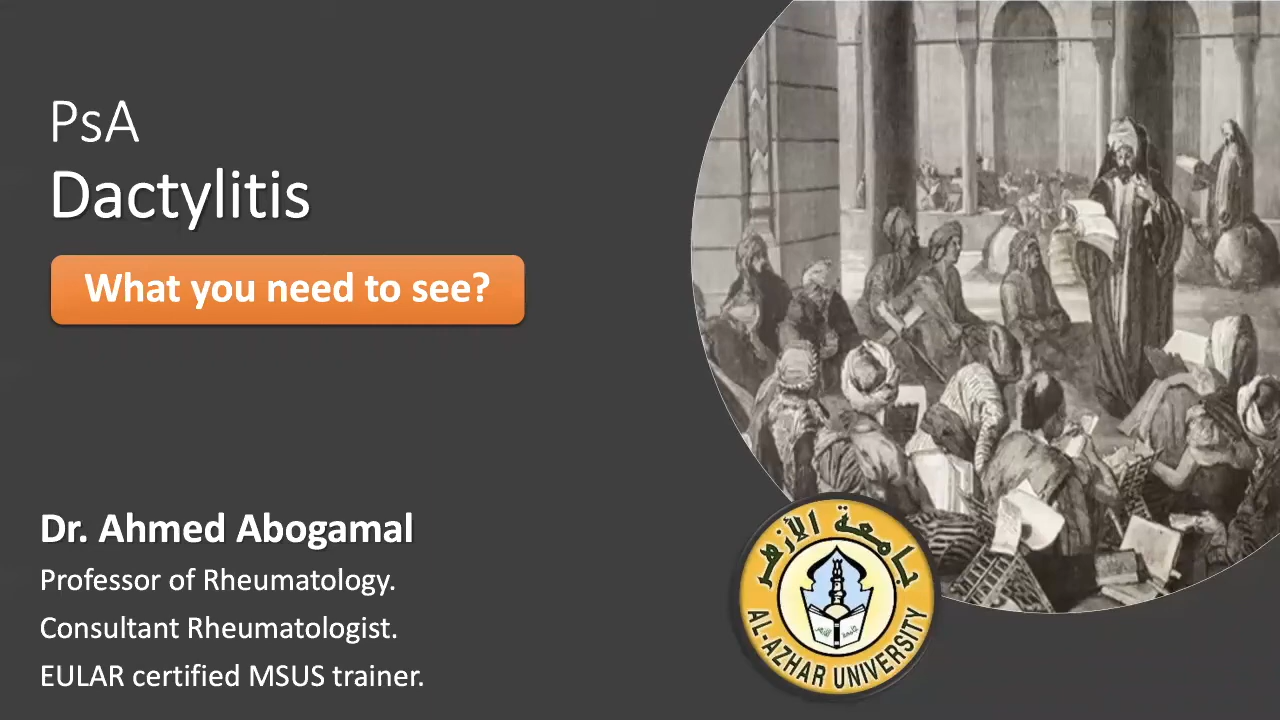 PsA
Dactylitis
What you need to see?
Dr. Ahmed Abogamal
Professor of Rheumatology.
Consultant Rheumatologist.
EULAR certified MSUS trainer.
جامعة الأزهر
AL-AZHAR UNIVERSITY